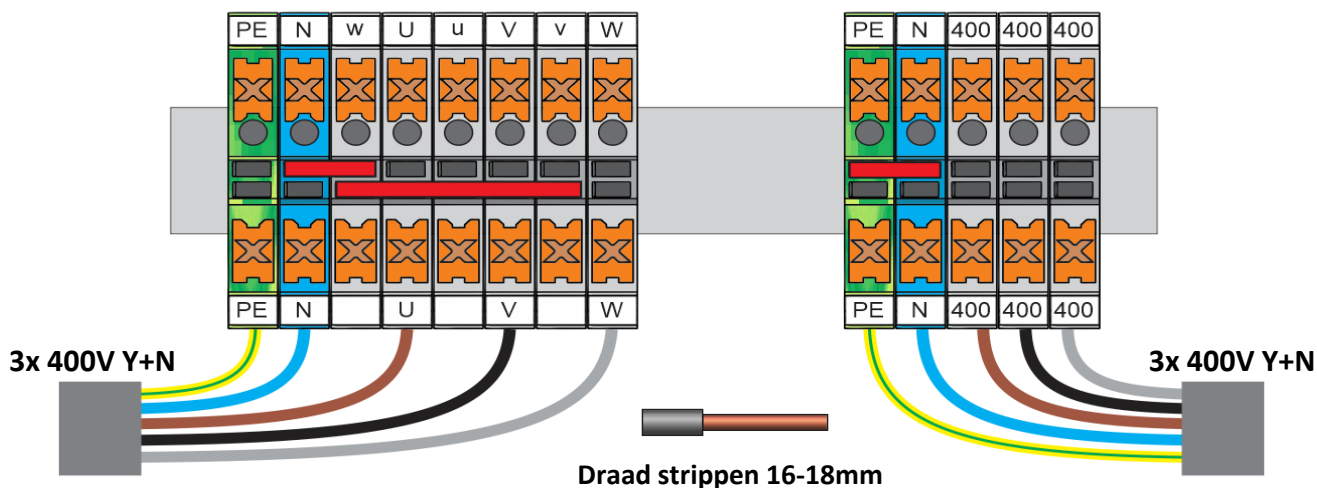 PE N w U u V v W
PE N 400 400 400
PE N U V W
PE N 400 400 400
3x 400V Y+N
3x 400V Y+N
Draad strippen 16-18mm